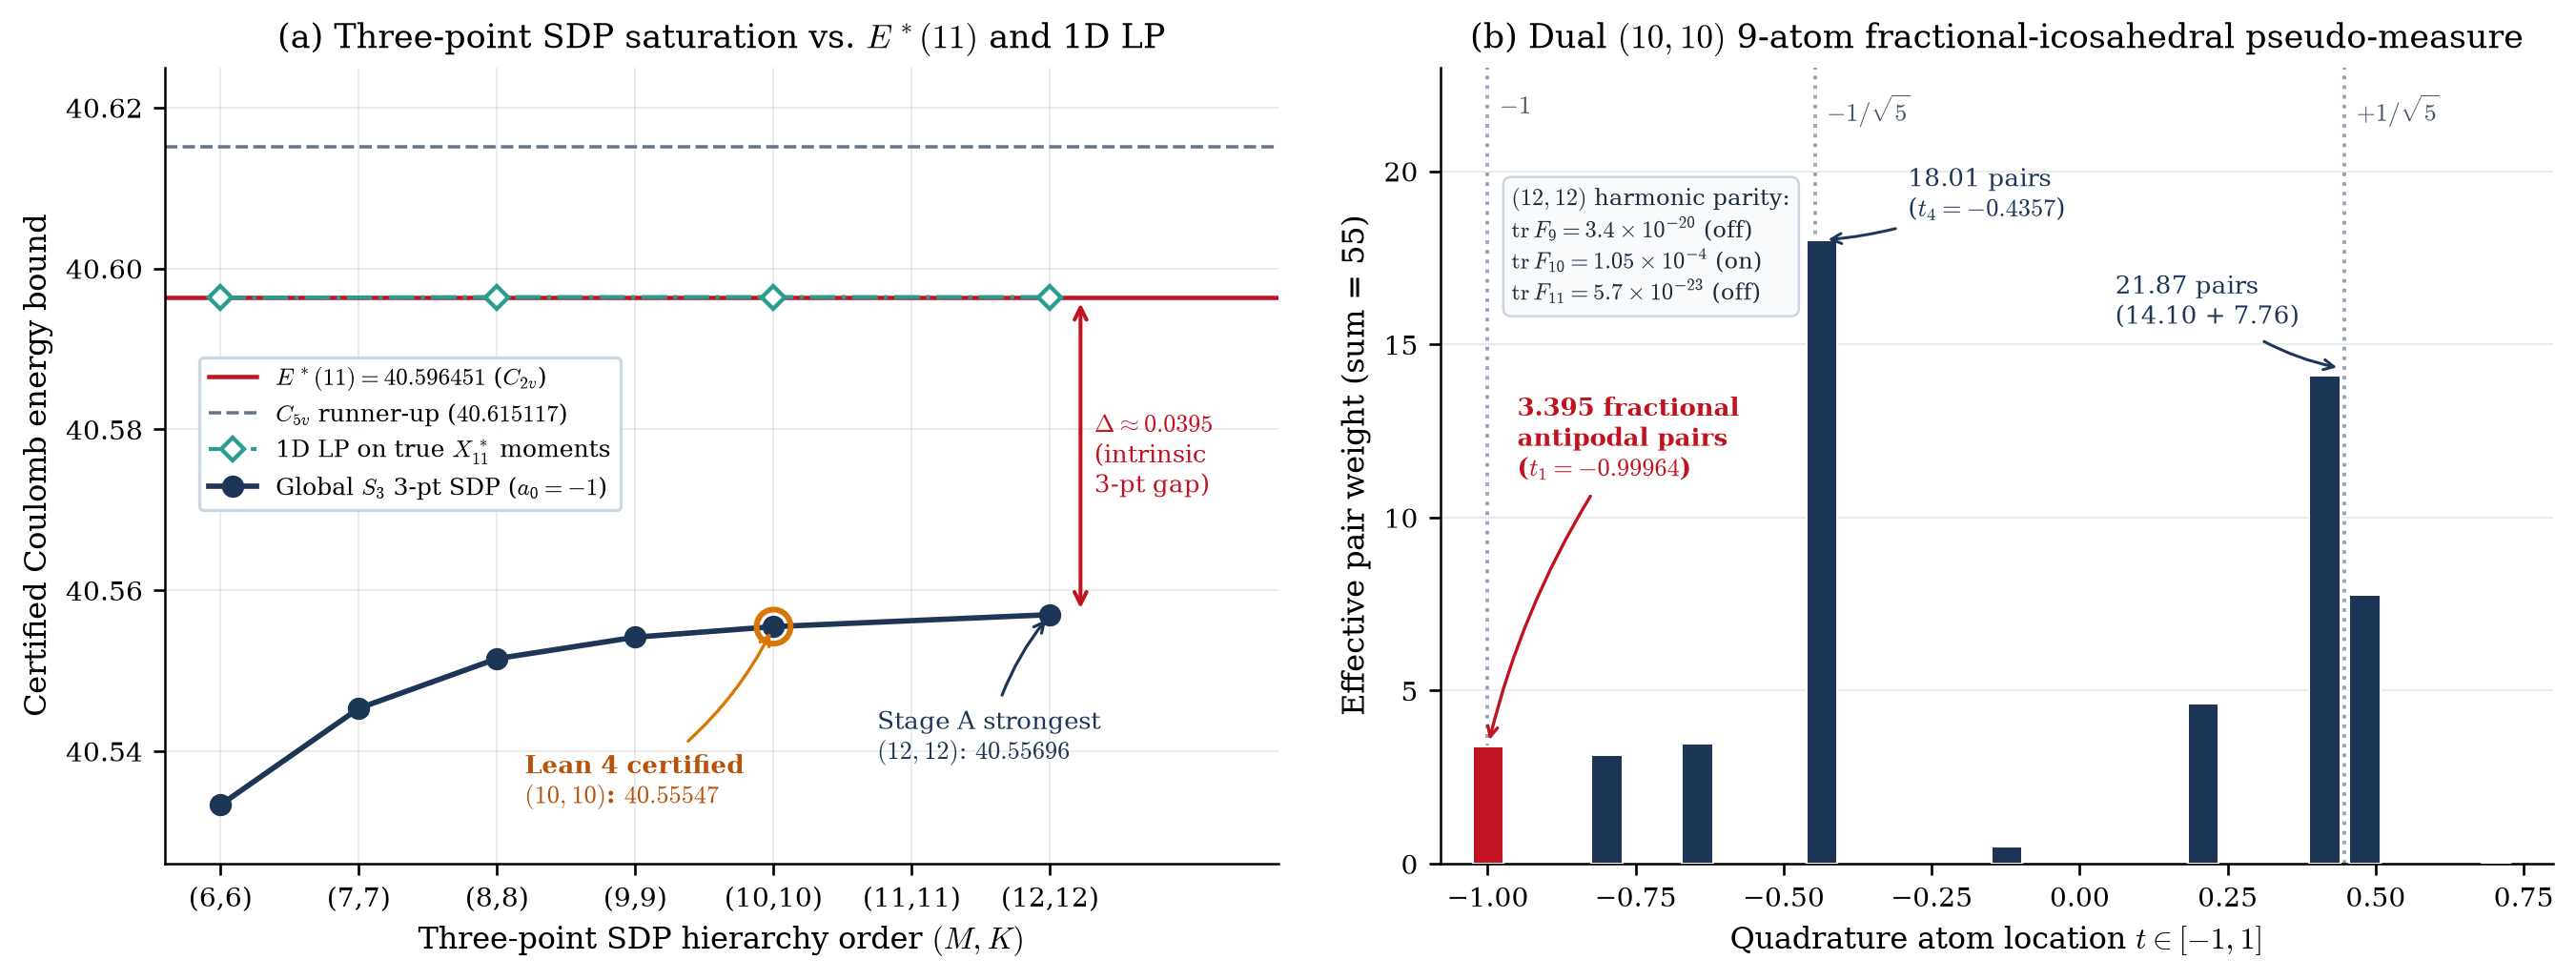 (a) Three-point SDP saturation vs. E*(11) and 1D LP
Certified Coulomb energy bound
40.62
40.60
40.58
40.56
40.54
E*(11) = 40.596451 (C₂ᵥ)
C₅ᵥ runner-up (40.615117)
1D LP on true X*₁₁ moments
Global S₃ 3-pt SDP (a₀ = −1)
Δ ≈ 0.0395
(intrinsic
3-pt gap)
Lean 4 certified
(10, 10): 40.55547
Stage A strongest
(12, 12): 40.55696
(6,6)
(7,7)
(8,8)
(9,9)
(10,10)
(11,11)
(12,12)
Three-point SDP hierarchy order (M, K)
(b) Dual (10, 10) 9-atom fractional-icosahedral pseudo-measure
Effective pair weight (sum = 55)
20
15
10
5
0
−1
−1/√5
+1/√5
(12, 12) harmonic parity:
tr F₉ = 3.4 × 10⁻²⁰ (off)
tr F₁₀ = 1.05 × 10⁻⁴ (on)
tr F₁₁ = 5.7 × 10⁻²³ (off)
18.01 pairs
(t₄ = −0.4357)
21.87 pairs
(14.10 + 7.76)
3.395 fractional
antipodal pairs
(t₁ = −0.99964)
−1.00
−0.75
−0.50
−0.25
0.00
0.25
0.50
0.75
Quadrature atom location t ∈ [−1, 1]